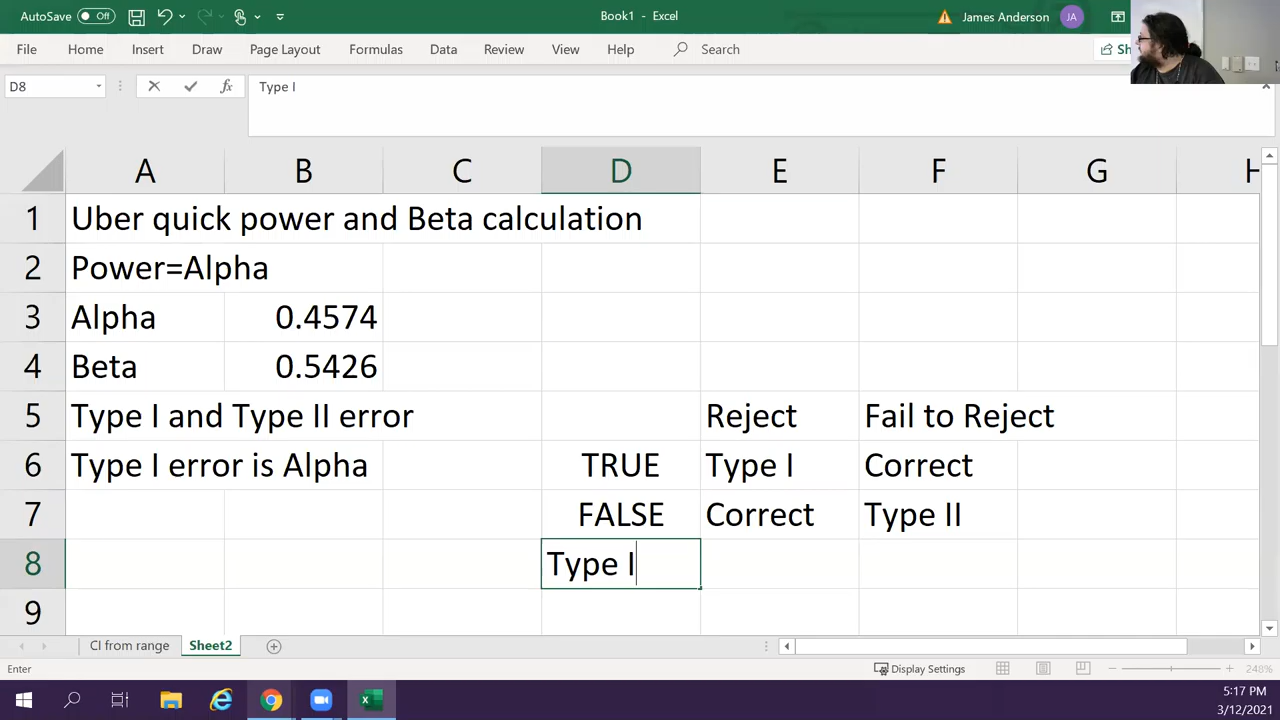 AutoSave Off Book1 - Excel James Anderson JA
File Home Insert Draw Page Layout Formulas Data Review View Help Search Sh
D8 fx Type I
A B C D E F G H
1 Uber quick power and Beta calculation
2 Power=Alpha
3 Alpha 0.4574
4 Beta 0.5426
5 Type I and Type II error Reject Fail to Reject
6 Type I error is Alpha TRUE Type I Correct
7 FALSE Correct Type II
8 Type I
9
CI from range Sheet2
Enter Display Settings 248%
5:17 PM
3/12/2021